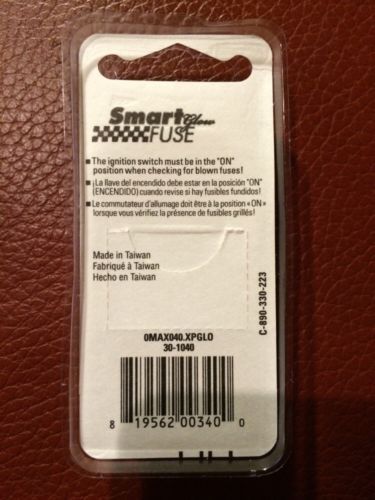 Smart Glow
FUSE
The ignition switch must be in the "ON"
position when checking for blown fuses!
¡La llave del encendido debe estar en la posición "ON"
(ENCENDIDO) cuando revise si hay fusibles fundidos!
Le commutateur d'allumage doit être à la position «ON»
lorsque vous vérifiez la présence de fusibles grillés!
Made in Taiwan
Fabriqué à Taiwan
Hecho en Taiwan
C-890-330-223
0MAX040.XPGLO
30-1040
8 19562 00340 0